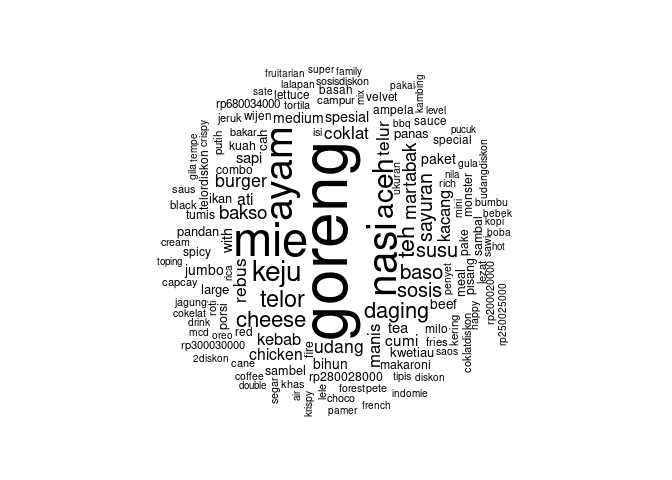 fruitarian
super
family
lalapan
sosisdiskon
pakai
sate
lettuce
basah
mix
velvet
kambing
rp680034000
tortila
campur
ampela
level
jeruk
wijen
medium
spesial
bbq
sauce
putih
crispy
bakar
cah
isi
coklat
telur
panas
pucuk
special
kuah
gila
tempe
telordiskon
sapi
ayam
goreng
nasi
aceh
ukuran
martabak
paket
nila
gula
udangdiskon
combo
burger
rich
saus
ikan
ati
sayuran
kacang
mini
monster
bumbu
black
tumis
bakso
bebek
pandan
with
mie
teh
susu
pake
sambal
sawi
kopi
boba
cream
spicy
hot
toping
jumbo
rica
rebus
keju
baso
penyet
meal
pisang
lezat
rp200020000
capcay
large
telor
sosis
jagung
roti
porsi
daging
beef
happy
rp250025000
cokelat
drink
red
cheese
manis
tea
milo
kering
coklatdiskon
mcd
oreo
kebab
fire
udang
cumi
fries
rp300030000
chicken
kwetiau
saos
2diskon
cane
sambel
bihun
makaroni
coffee
khas
rp280028000
tipis
diskon
double
segar
air
lele
forest
pete
indomie
krispy
choco
french
pamer